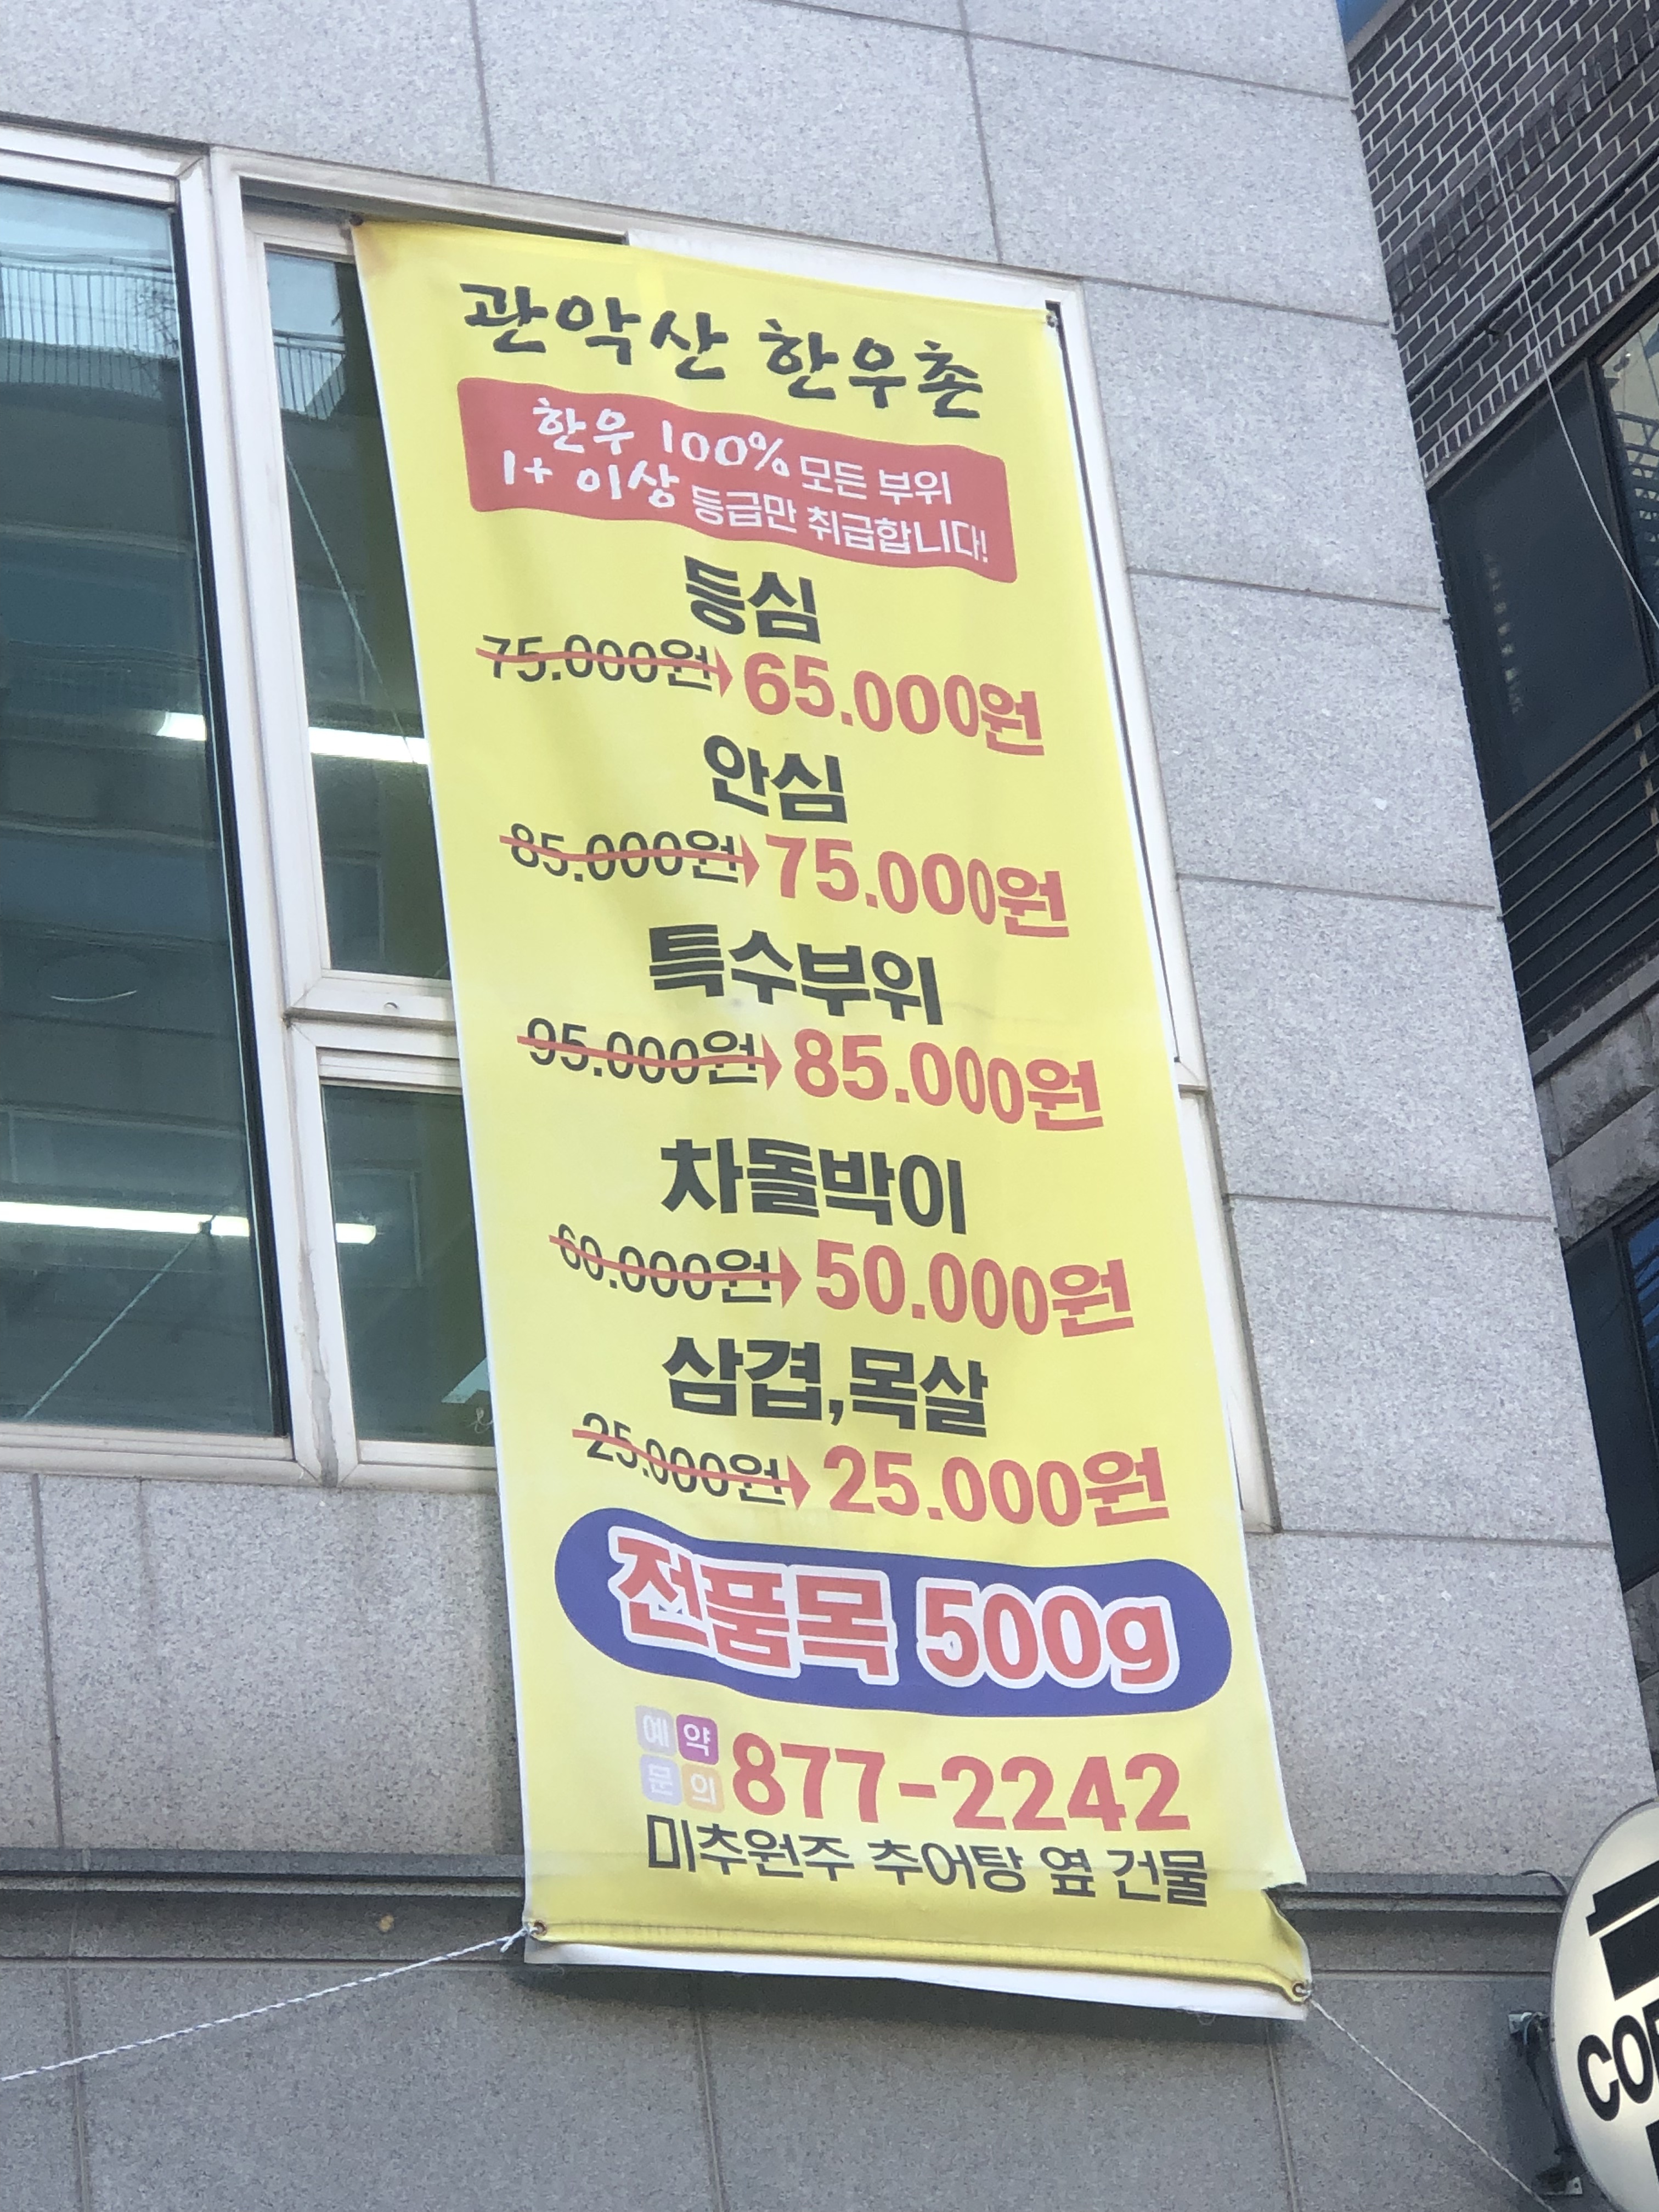 관악산 한우촌
한우 100% 모든 부위
1+ 이상 등급만 취급합니다!
등심
75.000원 65.000원
안심
85.000원 75.000원
특수부위
95.000원 85.000원
차돌박이
60.000원 50.000원
삼겹,목살
25.000원 25.000원
전품목 500g
예약
문의
877-2242
미추원주 추어탕 옆 건물